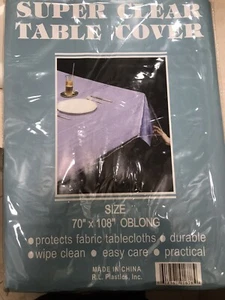 SUPER CLEAR
TABLE COVER
SIZE
70" x 108" OBLONG
●protects fabric tablecloths ● durable
●wipe clean ● easy care ● practical
MADE IN CHINA
R.L. Plastics, Inc.